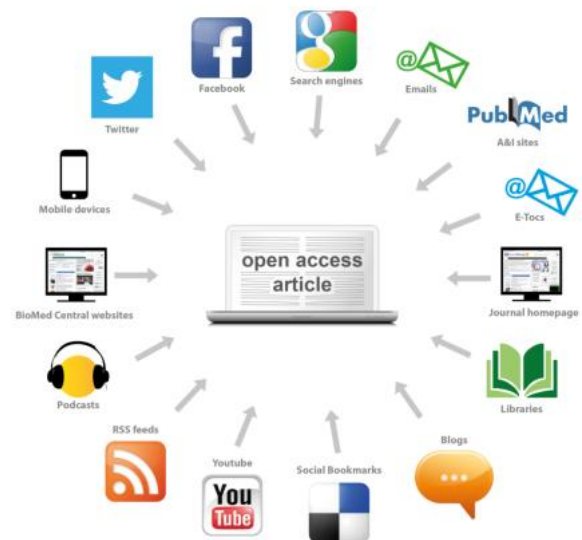 Facebook
Search engines
@
Emails
Twitter
PubMed
A&I sites
Mobile devices
@
E-Tocs
open access
article
BioMed Central websites
Journal homepage
Podcasts
Libraries
RSS feeds
Youtube
You
Tube
Social Bookmarks
Blogs